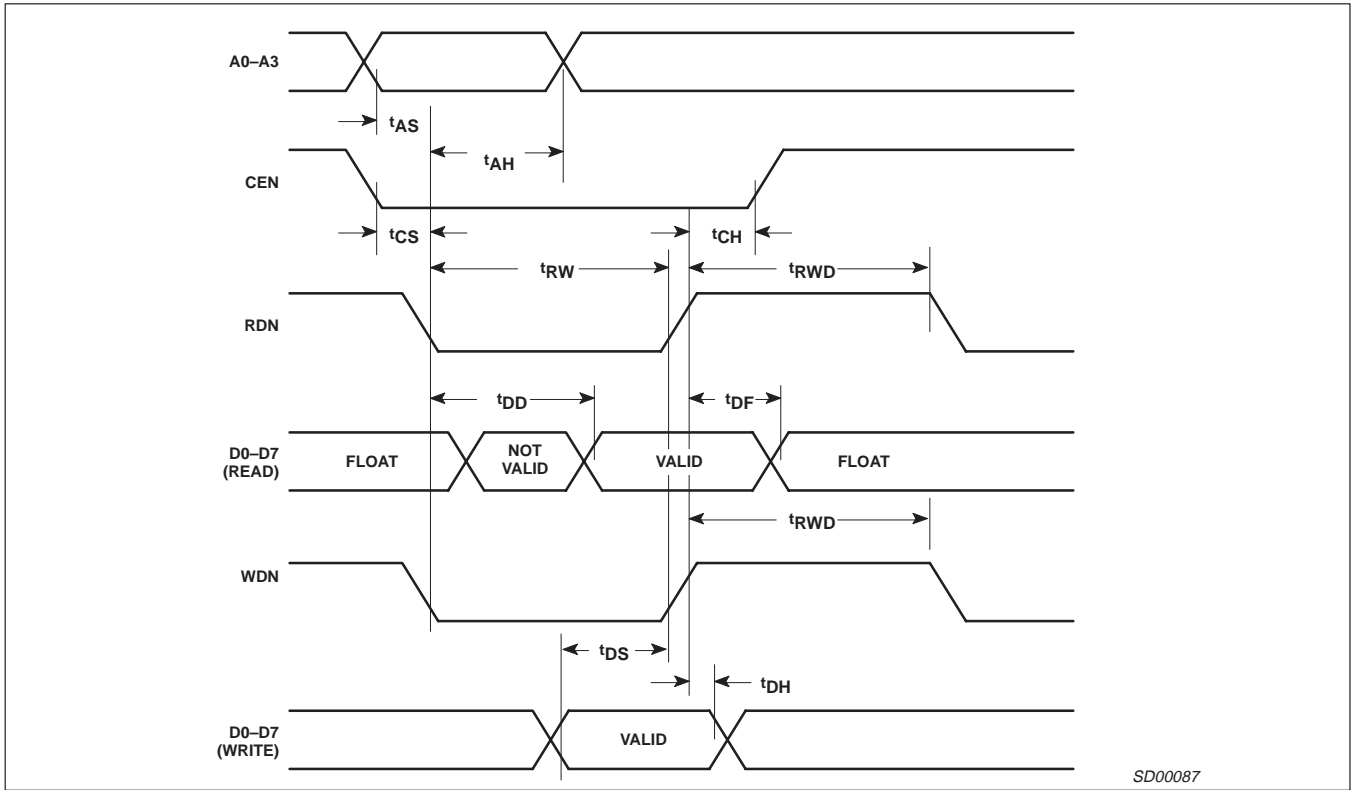 A0–A3
tAS
tAH
CEN
tCS
tCH
tRW
tRWD
RDN
tDD
tDF
D0–D7
(READ)
FLOAT
NOT
VALID
VALID
FLOAT
tRWD
WDN
tDS
tDH
D0–D7
(WRITE)
VALID
SD00087